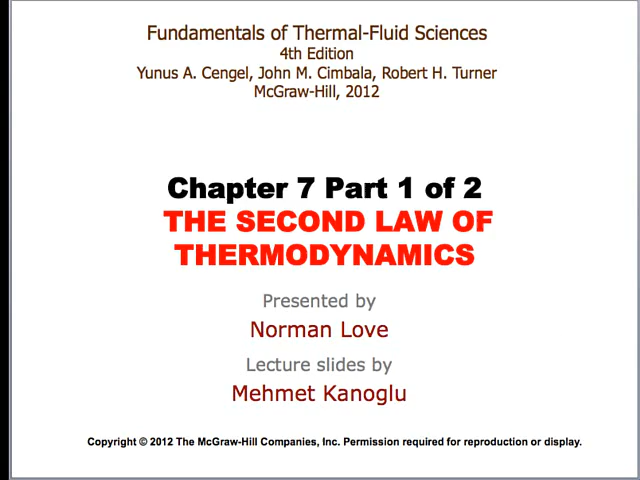 Fundamentals of Thermal-Fluid Sciences
4th Edition
Yunus A. Cengel, John M. Cimbala, Robert H. Turner
McGraw-Hill, 2012
Chapter 7 Part 1 of 2
THE SECOND LAW OF
THERMODYNAMICS
Presented by
Norman Love
Lecture slides by
Mehmet Kanoglu
Copyright © 2012 The McGraw-Hill Companies, Inc. Permission required for reproduction or display.